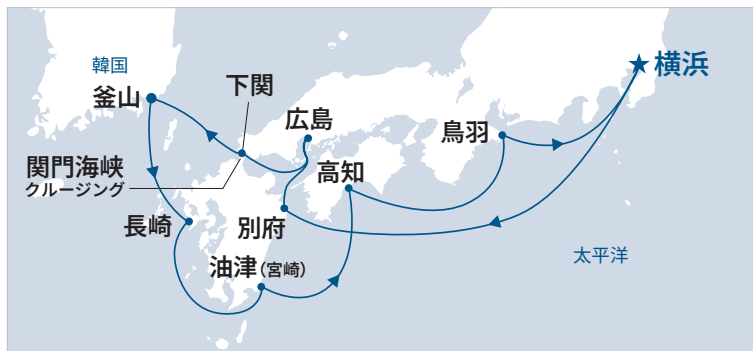 韓国
釜山
下関
広島
★横浜
関門海峡
クルージング
高知
鳥羽
長崎
別府
油津(宮崎)
太平洋